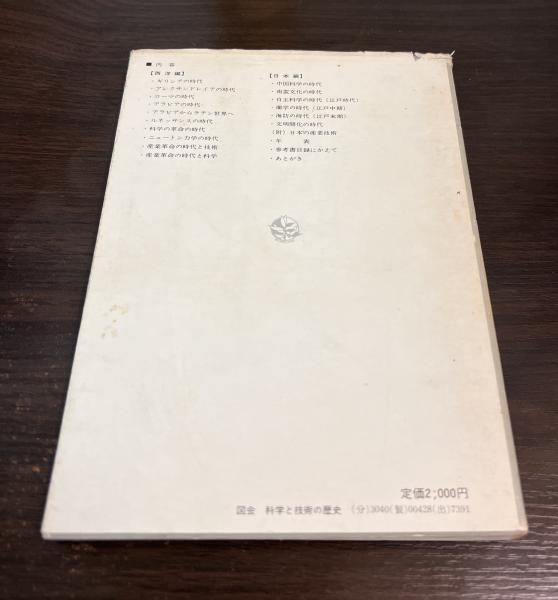 ■ 内 容
【西 洋 編】
・ギリシアの時代
・アレクサンドレイアの時代
・ローマの時代
・アラビアの時代
・アラビアからラテン世界へ
・ルネッサンスの時代
・科学の革命の時代
・ニュートン力学の時代
・産業革命の時代と技術
・産業革命の時代と科学
【日 本 編】
・中国科学の時代
・南蛮文化の時代
・自主科学の時代（江戸時代）
・蘭学の時代（江戸中期）
・海防の時代（江戸末期）
・文明開化の時代
（附）日本の産業技術
・年　　表
・参考書目録にかえて
・あとがき
定価2,000円
図会　科学と技術の歴史　（分）3040（製）00428（出）7391